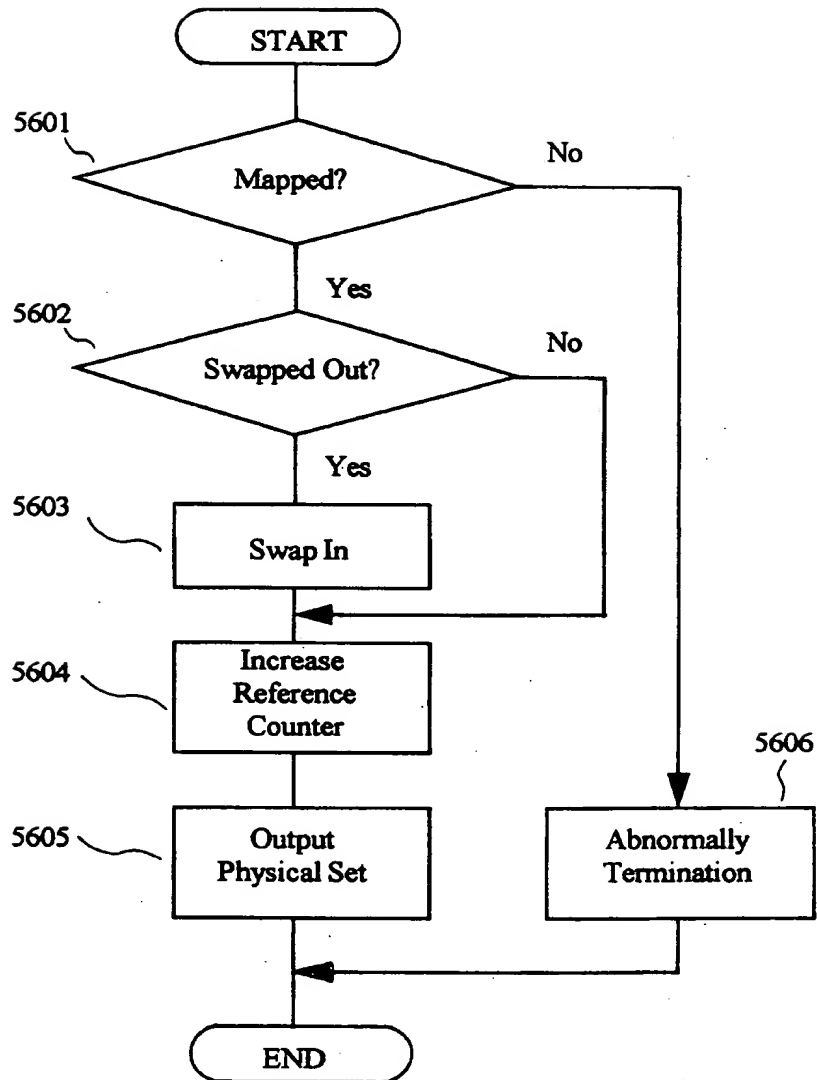 START
5601
Mapped?
No
Yes
5602
Swapped Out?
No
Yes
5603
Swap In
5604
Increase
Reference
Counter
5606
5605
Output
Physical Set
Abnormally
Termination
END